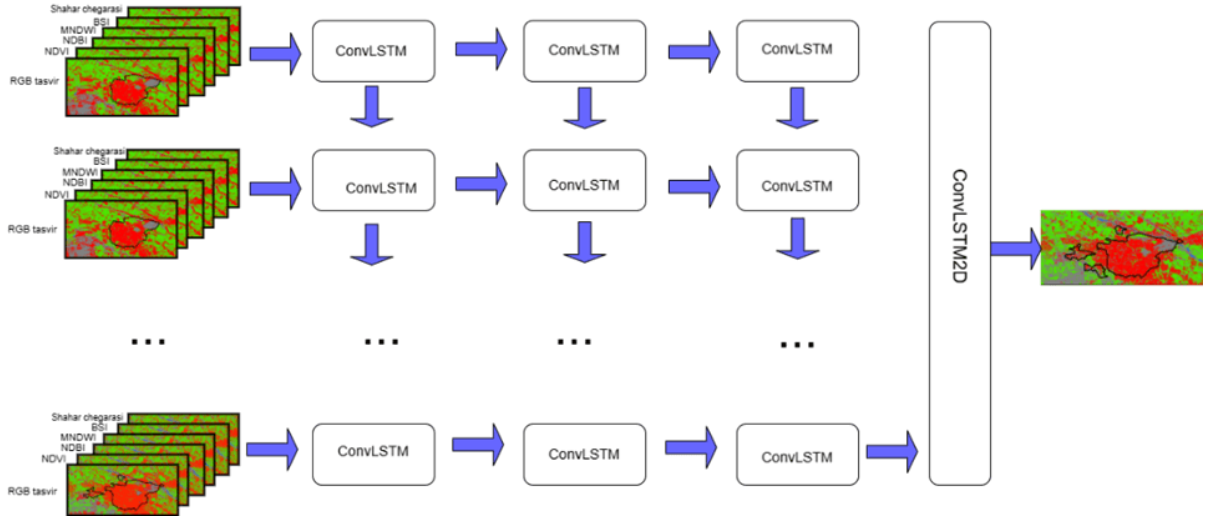 Shahar chegarasi
BSI
MNDWI
NDBI
NDVI
RGB tasvir
ConvLSTM
ConvLSTM
ConvLSTM
Shahar chegarasi
BSI
MNDWI
NDBI
NDVI
RGB tasvir
ConvLSTM
ConvLSTM
ConvLSTM
ConvLSTM2D
...
...
...
...
Shahar chegarasi
BSI
MNDWI
NDBI
NDVI
RGB tasvir
ConvLSTM
ConvLSTM
ConvLSTM